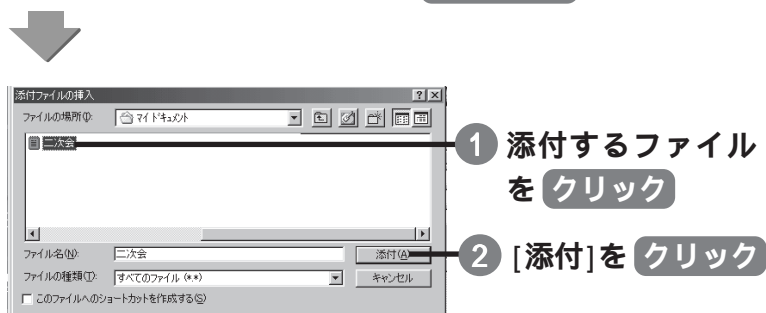 添付ファイルの挿入
ファイルの場所(I): マイ ドキュメント
二次会
1 添付するファイル
を クリック
ファイル名(N): 二次会 添付(A)
2 [添付]を クリック
ファイルの種類(T): すべてのファイル (*.*) キャンセル
このファイルへのショートカットを作成する(S)